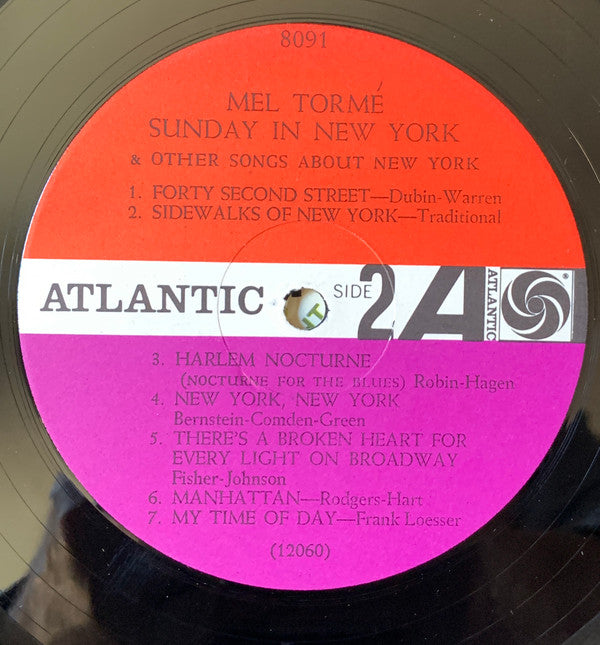 8091
MEL TORMÉ
SUNDAY IN NEW YORK
& OTHER SONGS ABOUT NEW YORK
1. FORTY SECOND STREET—Dubin-Warren
2. SIDEWALKS OF NEW YORK—Traditional
ATLANTIC SIDE 2 A ATLANTIC ®
3. HARLEM NOCTURNE
(NOCTURNE FOR THE BLUES) Robin-Hagen
4. NEW YORK, NEW YORK
Bernstein-Comden-Green
5. THERE'S A BROKEN HEART FOR
EVERY LIGHT ON BROADWAY
Fisher-Johnson
6. MANHATTAN—Rodgers-Hart
7. MY TIME OF DAY—Frank Loesser
(12060)